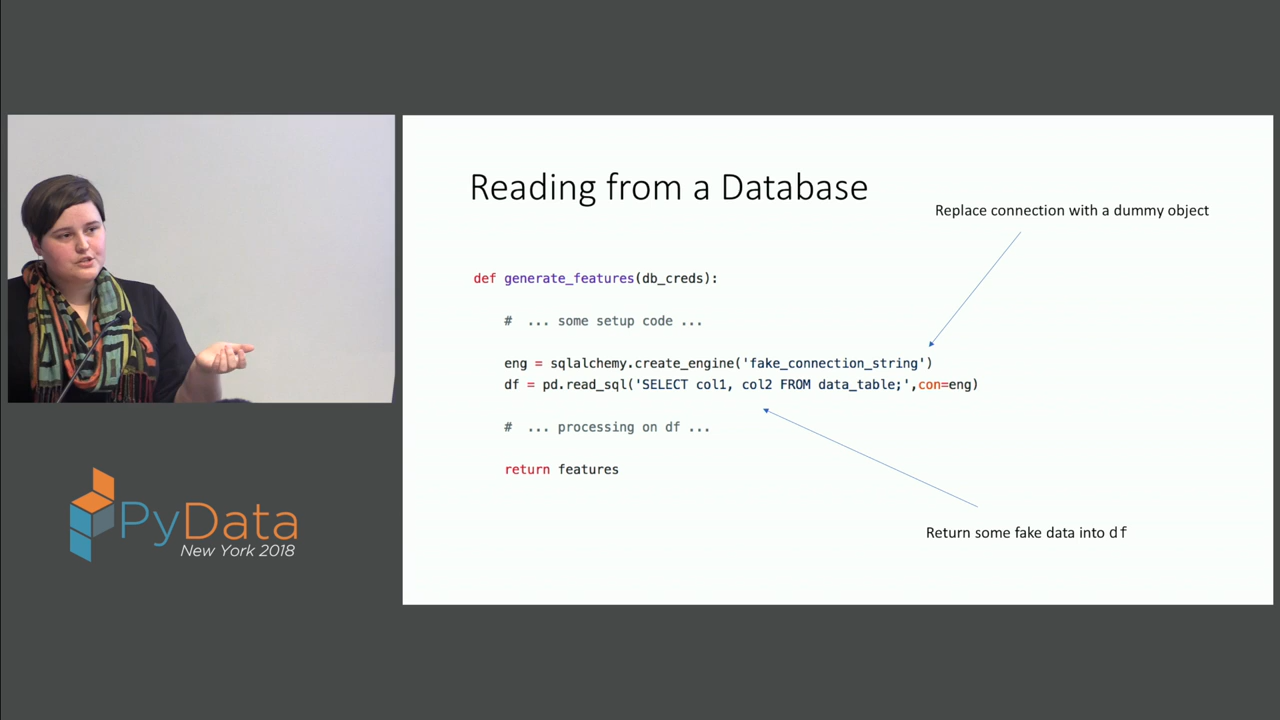 Reading from a Database
Replace connection with a dummy object
def generate_features(db_creds):
# ... some setup code ...
eng = sqlalchemy.create_engine('fake_connection_string')
df = pd.read_sql('SELECT col1, col2 FROM data_table;',con=eng)
# ... processing on df ...
return features
Return some fake data into df
PyData
New York 2018